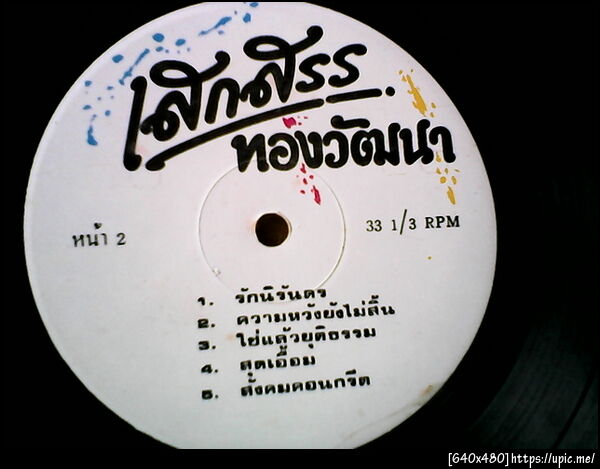 เสกสรร
ทองวัฒนา
หน้า 2
33 1/3 RPM
1. รักนิรันดร
2. ความหวังยังไม่สิ้น
3. ใช่แล้วยุติธรรม
4. สุดเอื้อม
5. สังคมคอนกรีต
[640x480]https://upic.me/